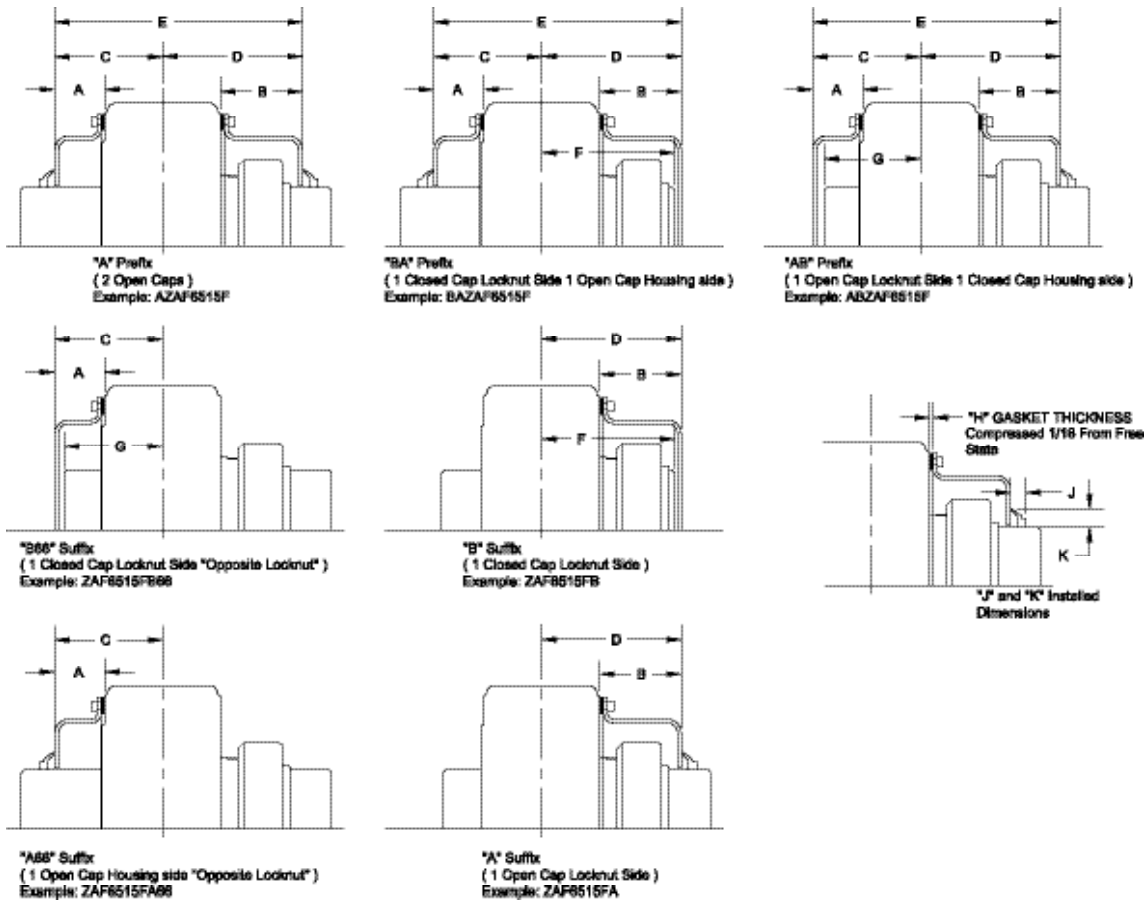 E
E
E
C
D
C
D
C
D
A
B
A
B
A
B
F
G
"A" Prefix
( 2 Open Caps )
Example: AZAF6515F
"BA" Prefix
( 1 Closed Cap Locknut Side 1 Open Cap Housing side )
Example: BAZAF6515F
"AB" Prefix
( 1 Open Cap Locknut Side 1 Closed Cap Housing side )
Example: ABZAF6515F
C
D
A
B
G
F
"B66" Suffix
( 1 Closed Cap Locknut Side "Opposite Locknut" )
Example: ZAF6515FB66
"B" Suffix
( 1 Closed Cap Locknut Side )
Example: ZAF6515FB
"H" GASKET THICKNESS
Compressed 1/16 From Free
State
J
K
"J" and "K" Installed
Dimensions
C
D
A
B
"A66" Suffix
( 1 Open Cap Housing side "Opposite Locknut" )
Example: ZAF6515FA66
"A" Suffix
( 1 Open Cap Locknut Side )
Example: ZAF6515FA